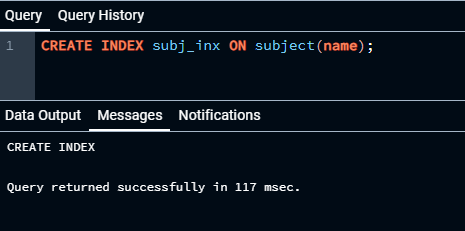 Query Query History
1 CREATE INDEX subj_inx ON subject(name);
Data Output Messages Notifications
CREATE INDEX
Query returned successfully in 117 msec.